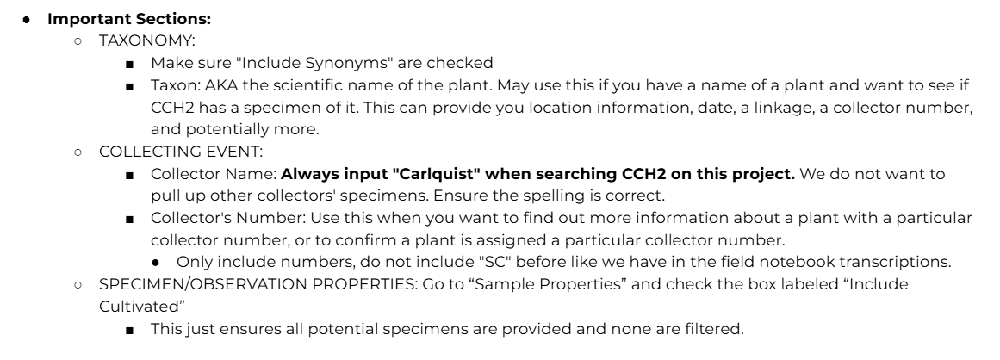 ● Important Sections:
○ TAXONOMY:
■ Make sure "Include Synonyms" are checked
■ Taxon: AKA the scientific name of the plant. May use this if you have a name of a plant and want to see if
CCH2 has a specimen of it. This can provide you location information, date, a linkage, a collector number,
and potentially more.
○ COLLECTING EVENT:
■ Collector Name: Always input "Carlquist" when searching CCH2 on this project. We do not want to
pull up other collectors' specimens. Ensure the spelling is correct.
■ Collector's Number: Use this when you want to find out more information about a plant with a particular
collector number, or to confirm a plant is assigned a particular collector number.
● Only include numbers, do not include "SC" before like we have in the field notebook transcriptions.
○ SPECIMEN/OBSERVATION PROPERTIES: Go to “Sample Properties” and check the box labeled “Include
Cultivated”
■ This just ensures all potential specimens are provided and none are filtered.